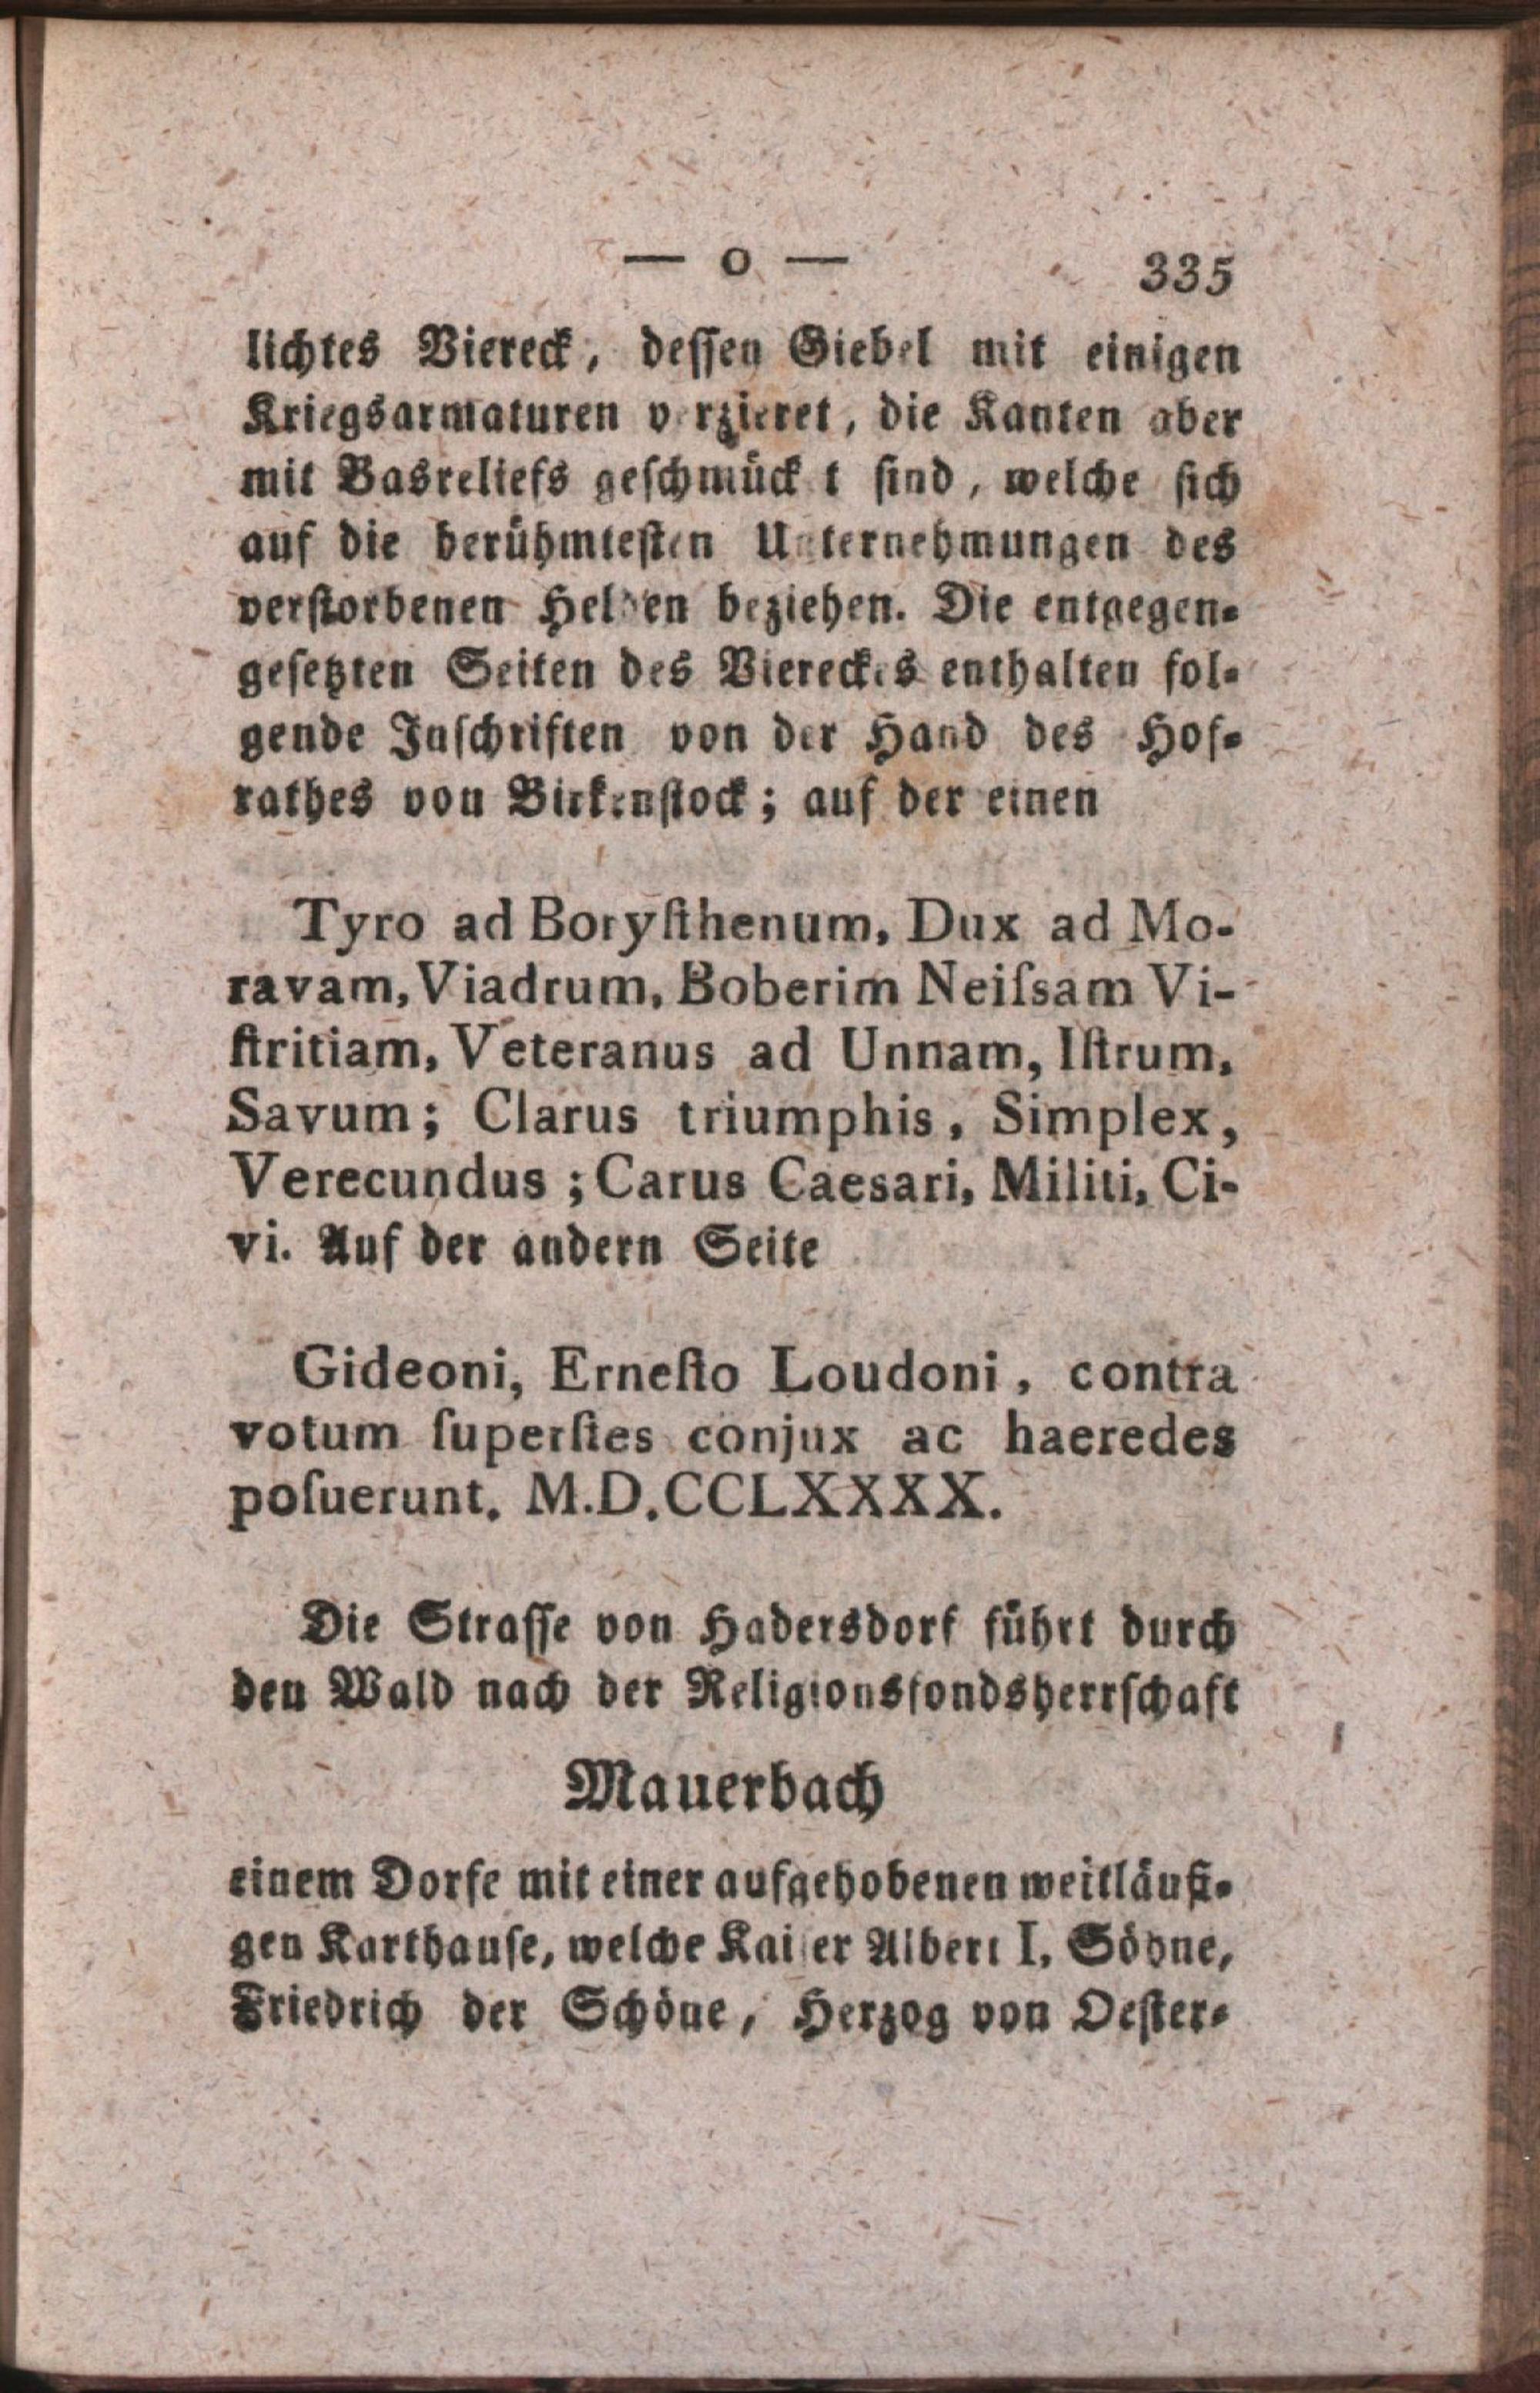 — o — 335
lichtes Viereck, dessen Giebel mit einigen
Kriegsarmaturen verzieret, die Kanten aber
mit Basreliefs geschmücket sind, welche sich
auf die berühmtesten Unternehmungen des
verstorbenen Helden beziehen. Die entgegen-
gesetzten Seiten des Viereckes enthalten fol-
gende Inschriften von der Hand des Hof-
rathes von Birkenstock; auf der einen
Tyro ad Boryſthenum, Dux ad Mo-
ravam, Viadrum, Boberim Neiſsam Vi-
ſtritiam, Veteranus ad Unnam, Iſtrum,
Savum; Clarus triumphis, Simplex,
Verecundus ; Carus Caesari, Militi, Ci-
vi. Auf der andern Seite
Gideoni, Erneſto Loudoni, contra
votum ſuperſtes conjux ac haeredes
poſuerunt. M.D.CCLXXXX.
Die Strasse von Hadersdorf führt durch
den Wald nach der Religionsfondsherrschaft
Mauerbach
einem Dorfe mit einer aufgehobenen weitläufi-
gen Karthause, welche Kaiser Albert I. Söhne,
Friedrich der Schöne, Herzog von Oester-